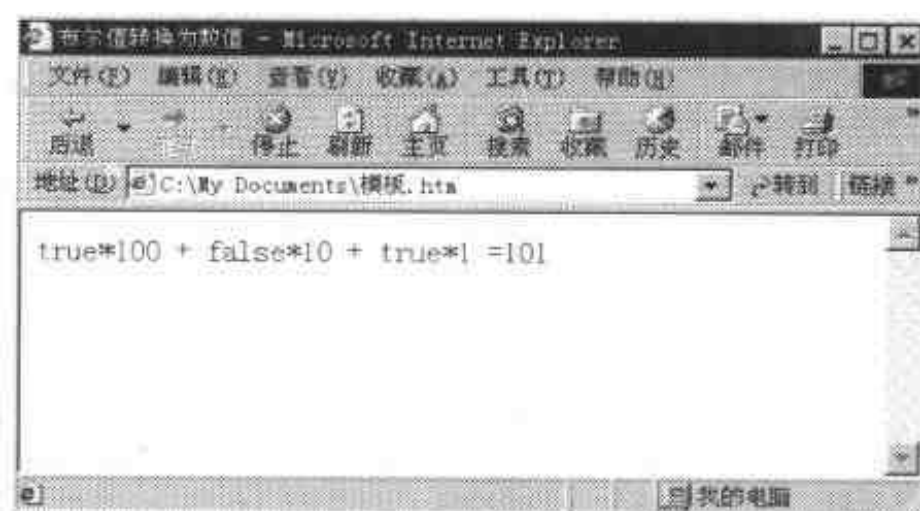 布尔值转换为数值 - Microsoft Internet Explorer
文件(F) 编辑(E) 查看(V) 收藏(A) 工具(T) 帮助(H)
后退 停止 刷新 主页 搜索 收藏 历史 邮件 打印
地址(D) C:\My Documents\模板.htm 转到 链接 »
true*100 + false*10 + true*1 =101
我的电脑